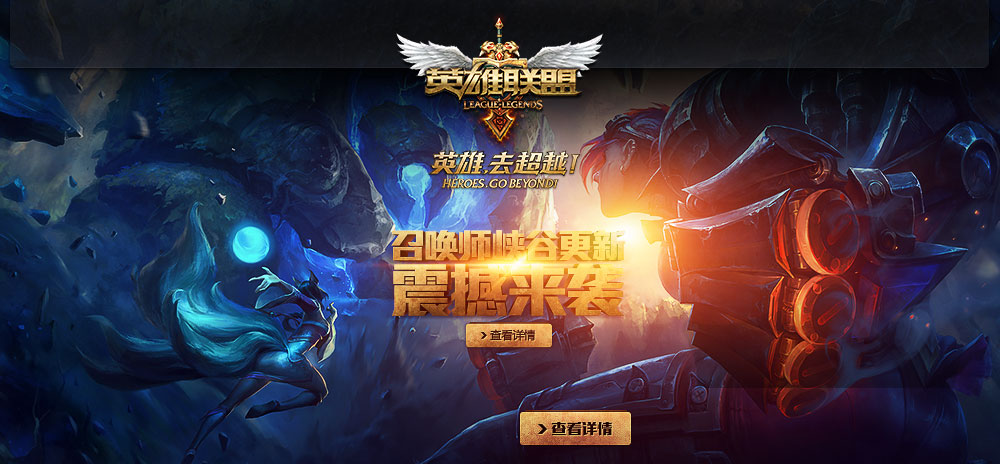 英雄联盟
LEAGUE OF LEGENDS
英雄,去超越!
HEROES, GO BEYOND!
召唤师峡谷更新
震撼来袭
查看详情
查看详情